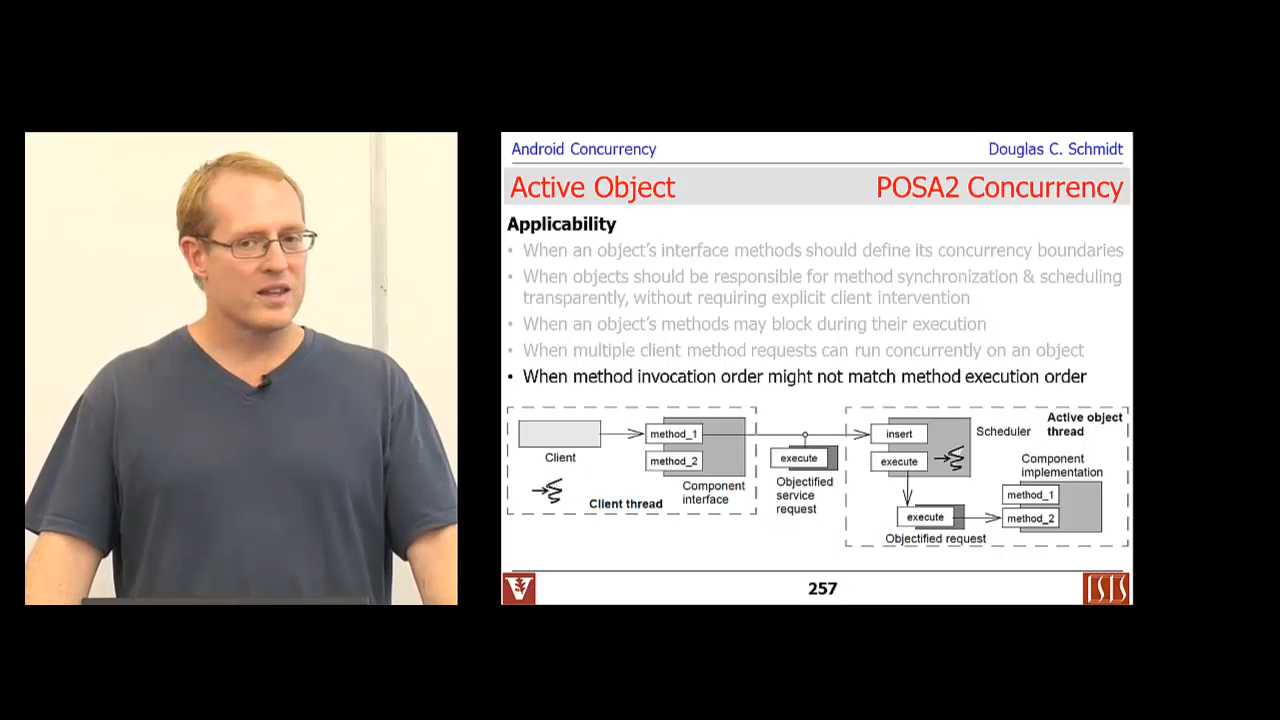 Android Concurrency
Douglas C. Schmidt
Active Object
POSA2 Concurrency
Applicability
• When an object's interface methods should define its concurrency boundaries
• When objects should be responsible for method synchronization & scheduling
transparently, without requiring explicit client intervention
• When an object's methods may block during their execution
• When multiple client method requests can run concurrently on an object
• When method invocation order might not match method execution order
Client
method_1
method_2
Component
interface
Client thread
execute
Objectified
service
request
insert
execute
Scheduler
Active object
thread
Component
implementation
method_1
method_2
execute
Objectified request
V
257
ISIS